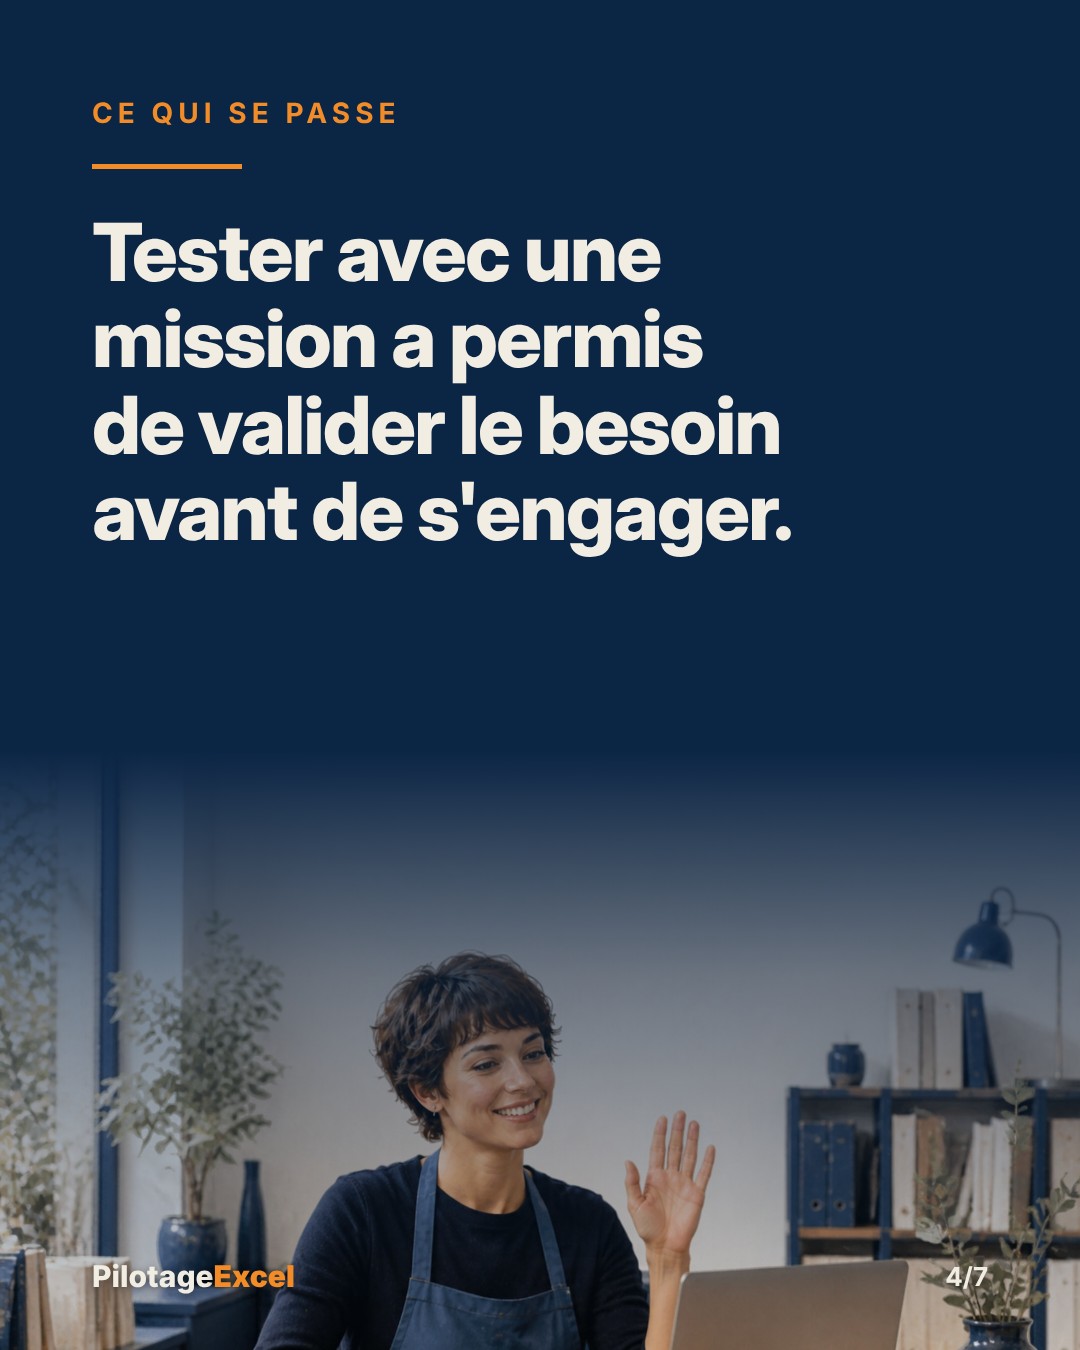 CE QUI SE PASSE
Tester avec une
mission a permis
de valider le besoin
avant de s'engager.
PilotageExcel
4/7